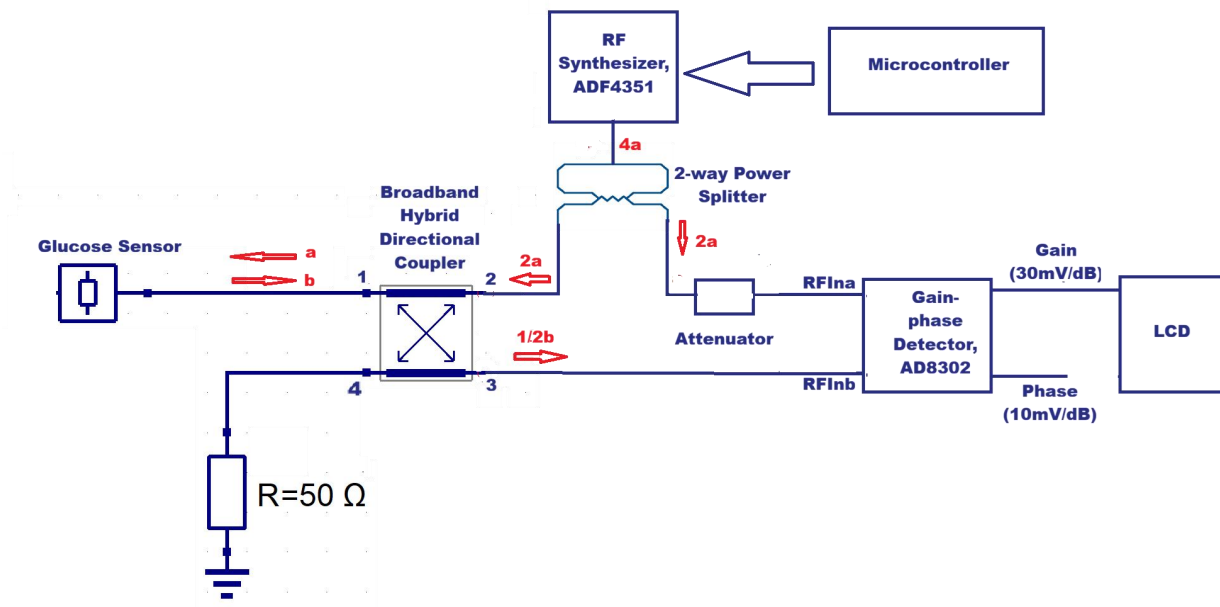 RF
Synthesizer,
ADF4351
Microcontroller
4a
2-way Power
Splitter
Broadband
Hybrid
Directional
Coupler
Glucose Sensor
a
b
1
2
2a
2a
RFIna
Attenuator
Gain
(30mV/dB)
Gain-
phase
Detector,
AD8302
LCD
1/2b
4
3
RFInb
Phase
(10mV/dB)
R=50 Ω